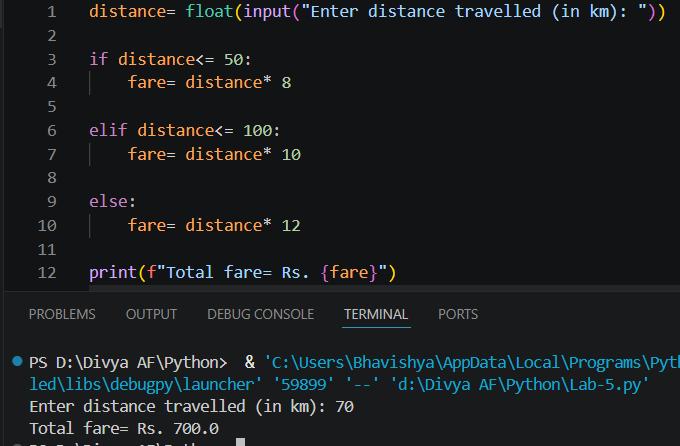 1 distance= float(input("Enter distance travelled (in km): "))
2
3 if distance<= 50:
4 fare= distance* 8
5
6 elif distance<= 100:
7 fare= distance* 10
8
9 else:
10 fare= distance* 12
11
12 print(f"Total fare= Rs. {fare}")
PROBLEMS OUTPUT DEBUG CONSOLE TERMINAL PORTS
PS D:\Divya AF\Python>  & 'C:\Users\Bhavishya\AppData\Local\Programs\Pyth
led\libs\debugpy\launcher' '59899' '--' 'd:\Divya AF\Python\Lab-5.py'
Enter distance travelled (in km): 70
Total fare= Rs. 700.0